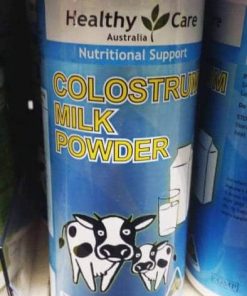 Healthy Care
Australia
Nutritional Support
COLOSTRUM
MILK
POWDER